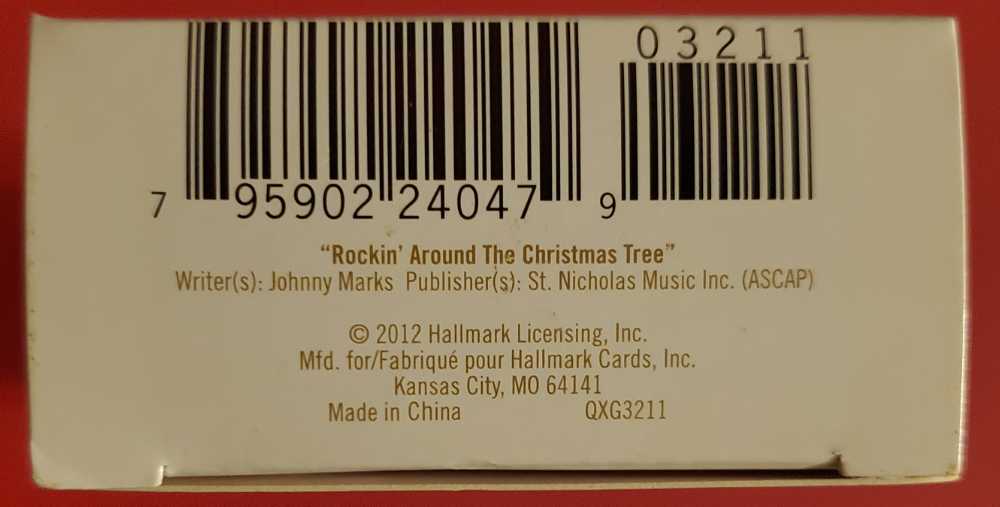 03211
7 95902 24047 9
“Rockin’ Around The Christmas Tree”
Writer(s): Johnny Marks Publisher(s): St. Nicholas Music Inc. (ASCAP)
© 2012 Hallmark Licensing, Inc.
Mfd. for/Fabriqué pour Hallmark Cards, Inc.
Kansas City, MO 64141
Made in China QXG3211